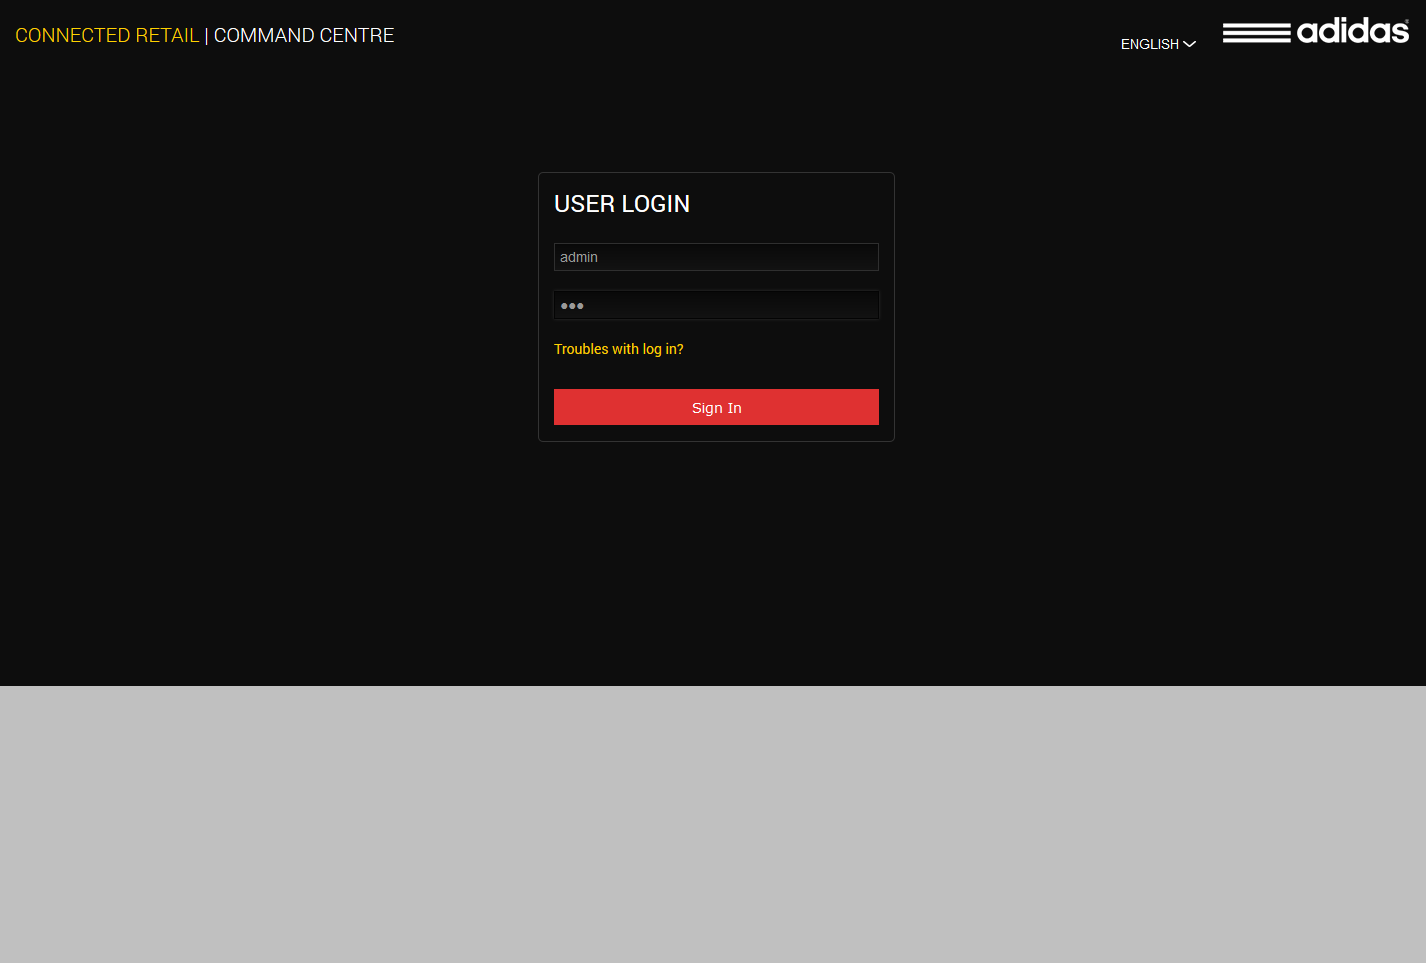 CONNECTED RETAIL | COMMAND CENTRE
ENGLISH
adidas
USER LOGIN
admin
●●●
Troubles with log in?
Sign In